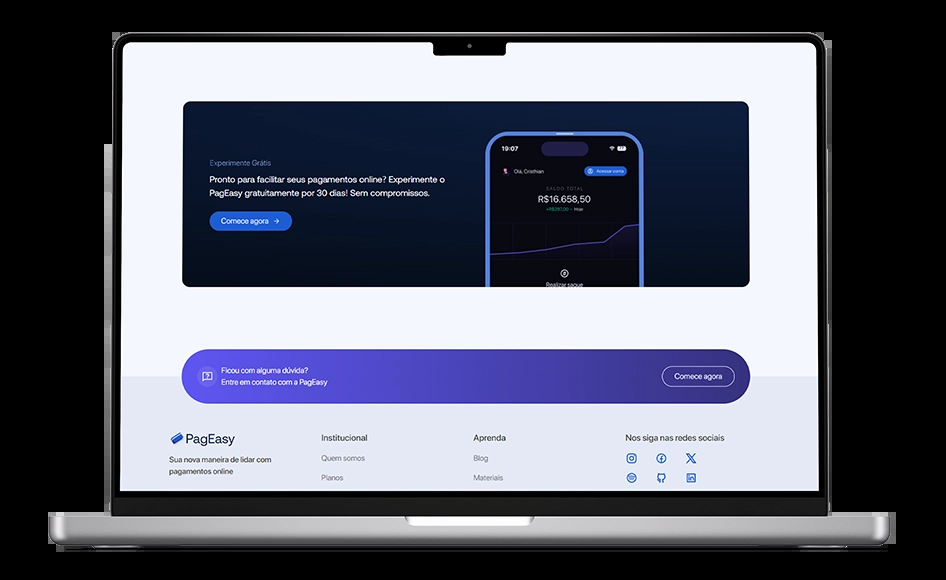 Experimente Grátis
Pronto para facilitar seus pagamentos online? Experimente o
PagEasy gratuitamente por 30 dias! Sem compromissos.
Comece agora →
19:07
77
Olá, Cristhian
Acessar conta
SALDO TOTAL
R$16.658,50
+R$297,00 — Hoje
Realizar saque
Ficou com alguma dúvida?
Entre em contato com a PagEasy
Comece agora
PagEasy
Sua nova maneira de lidar com
pagamentos online
Institucional
Quem somos
Planos
Aprenda
Blog
Materiais
Nos siga nas redes sociais